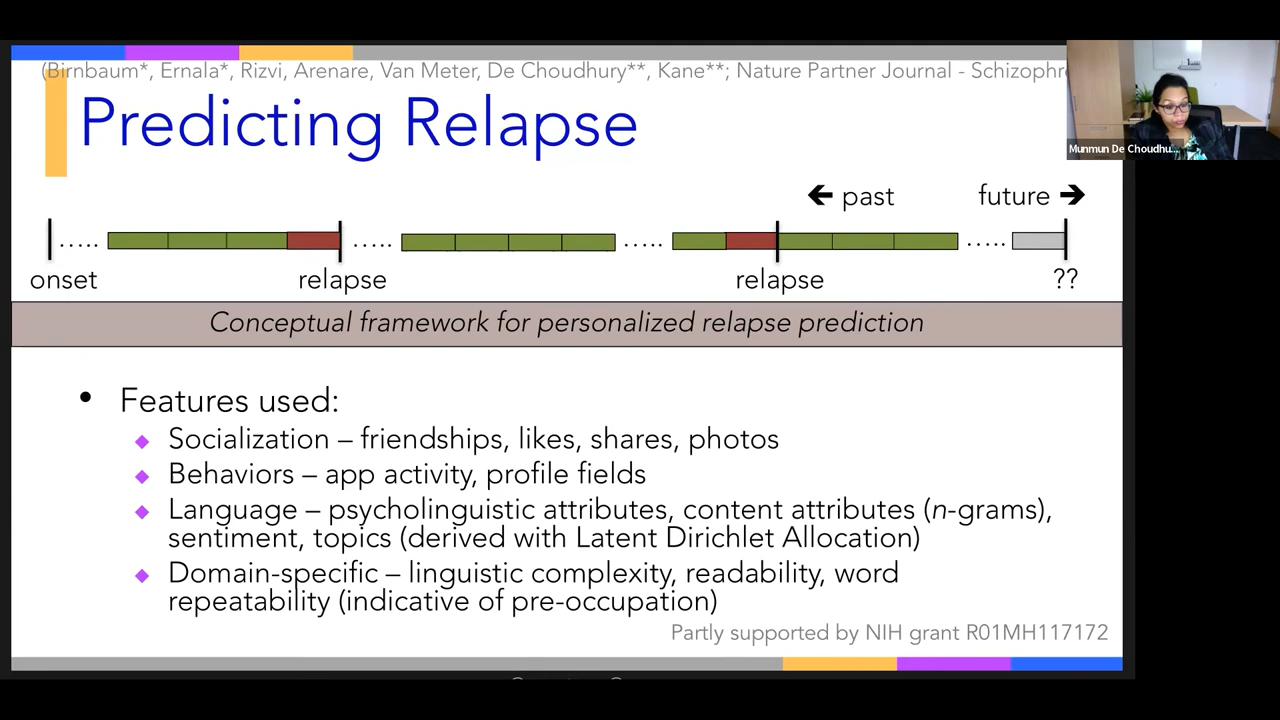 (Birnbaum*, Ernala*, Rizvi, Arenare, Van Meter, De Choudhury**, Kane**; Nature Partner Journal -
Predicting Relapse
Munmun De Choudhu...
🡸 past future 🡺
..... ..... ..... .....
onset relapse relapse ??
Conceptual framework for personalized relapse prediction
• Features used:
◆ Socialization – friendships, likes, shares, photos
◆ Behaviors – app activity, profile fields
◆ Language – psycholinguistic attributes, content attributes (n-grams),
sentiment, topics (derived with Latent Dirichlet Allocation)
◆ Domain-specific – linguistic complexity, readability, word
repeatability (indicative of pre-occupation)
Partly supported by NIH grant R01MH117172